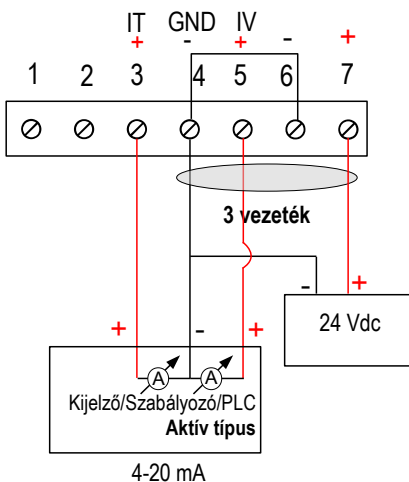 IT GND IV
+ - + - +
1 2 3 4 5 6 7
3 vezeték
- +
24 Vdc
+ - +
A A
Kijelző/Szabályozó/PLC
Aktív típus
4-20 mA